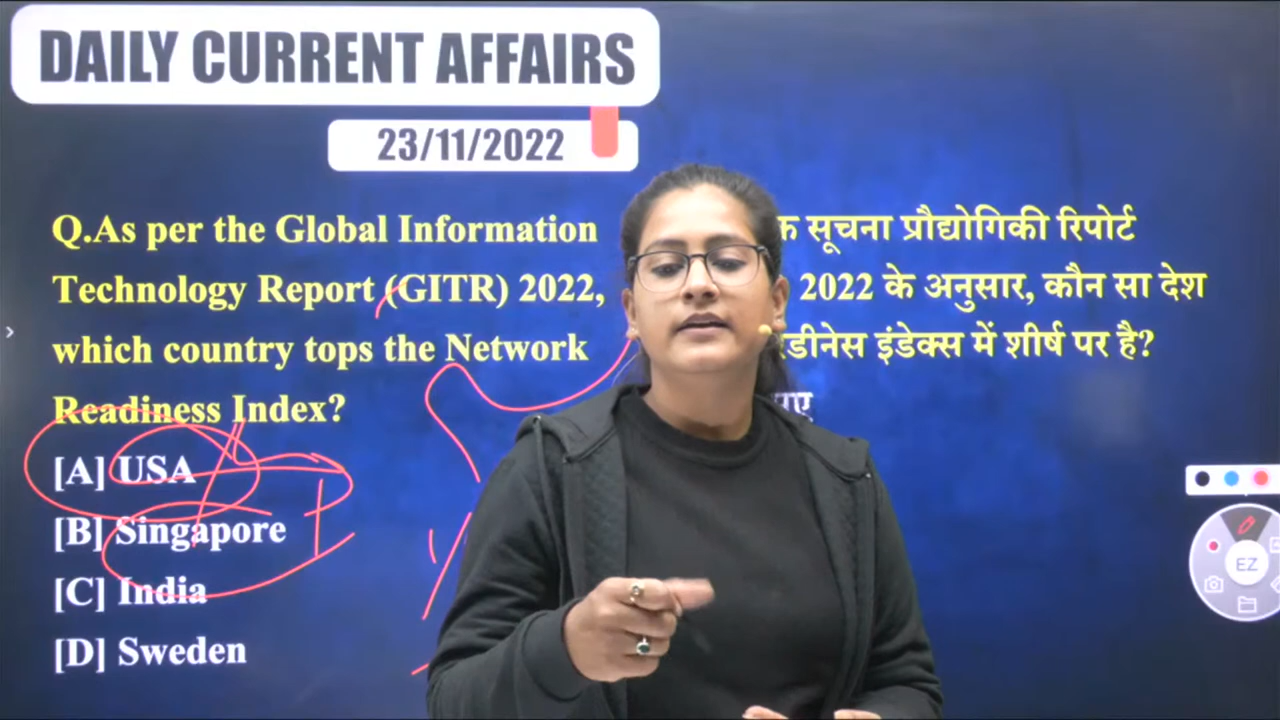 DAILY CURRENT AFFAIRS
23/11/2022
Q.As per the Global Information
Technology Report (GITR) 2022,
which country tops the Network
Readiness Index?
[A] USA
[B] Singapore
[C] India
[D] Sweden
सूचना प्रौद्योगिकी रिपोर्ट
2022 के अनुसार, कौन सा देश
इंडेक्स में शीर्ष पर है?
EZ